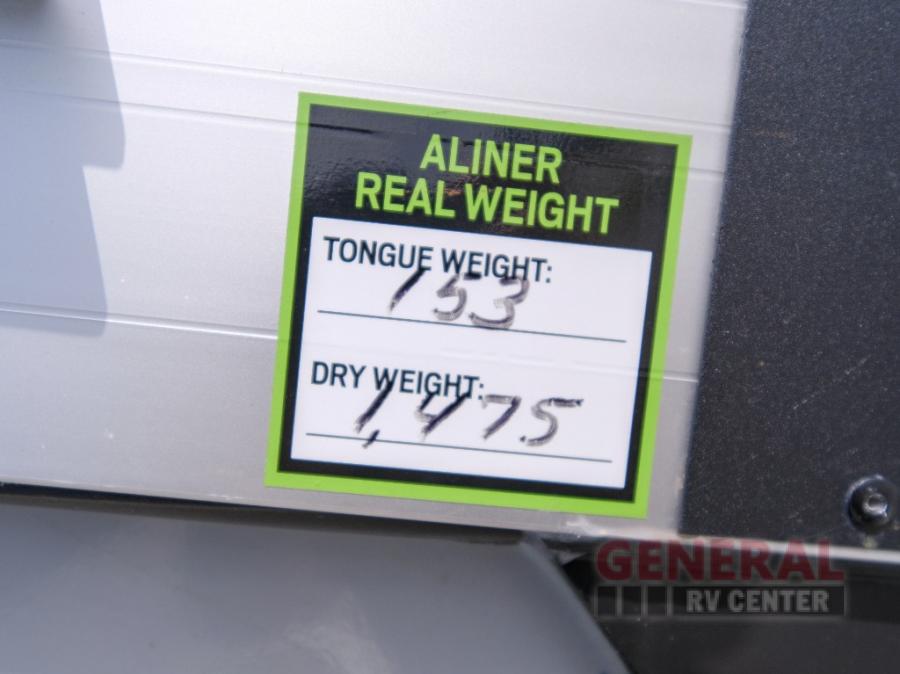 ALINER
REAL WEIGHT
TONGUE WEIGHT:
153
DRY WEIGHT:
1,475
GENERAL
RV CENTER